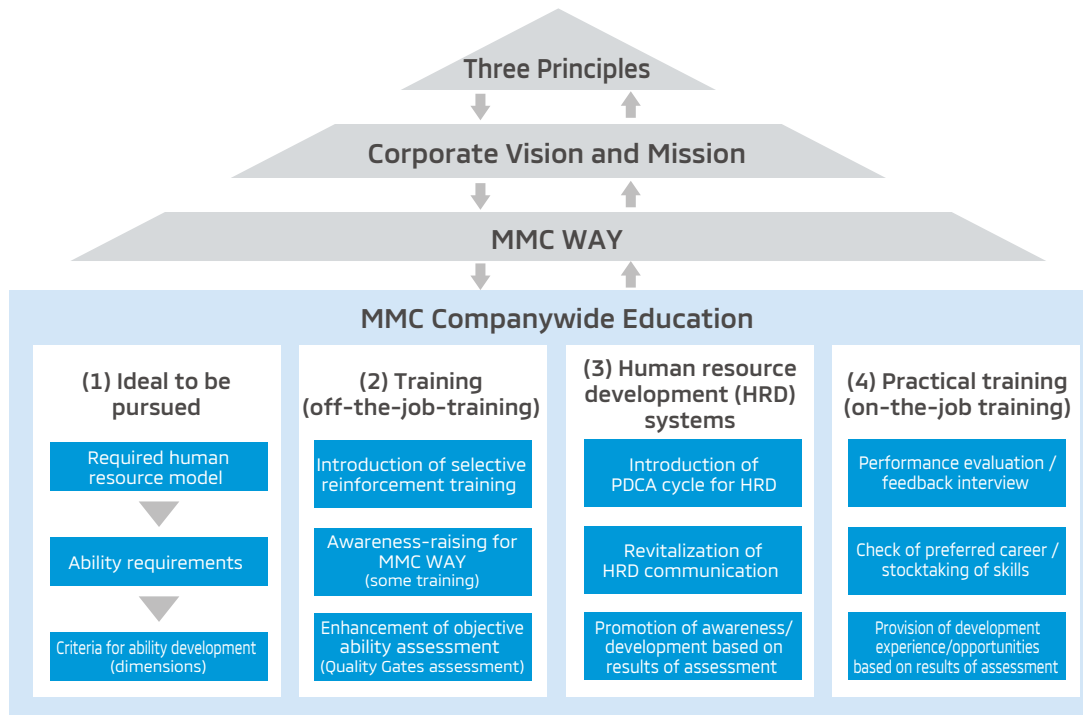 Three Principles
Corporate Vision and Mission
MMC WAY
MMC Companywide Education
(1) Ideal to be
pursued
Required human
resource model
Ability requirements
Criteria for ability development
(dimensions)
(2) Training
(off-the-job-training)
Introduction of selective
reinforcement training
Awareness-raising for
MMC WAY
(some training)
Enhancement of objective
ability assessment
(Quality Gates assessment)
(3) Human resource
development (HRD)
systems
Introduction of
PDCA cycle for HRD
Revitalization of
HRD communication
Promotion of awareness/
development based on
results of assessment
(4) Practical training
(on-the-job training)
Performance evaluation /
feedback interview
Check of preferred career /
stocktaking of skills
Provision of development
experience/opportunities
based on results of assessment